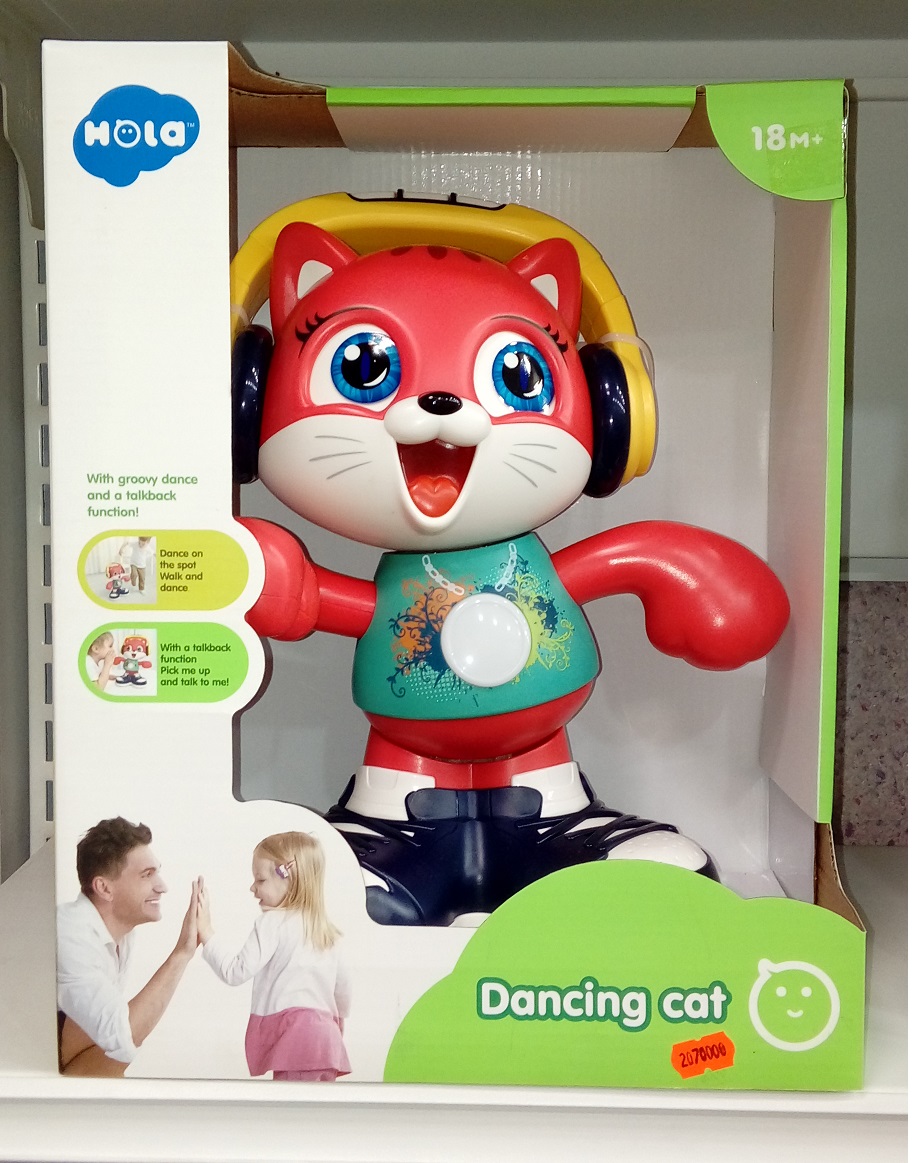 HOLA™
18M+
With groovy dance
and a talkback
function!
Dance on
the spot
Walk and
dance
With a talkback
function
Pick me up
and talk to me!
Dancing cat
2070000